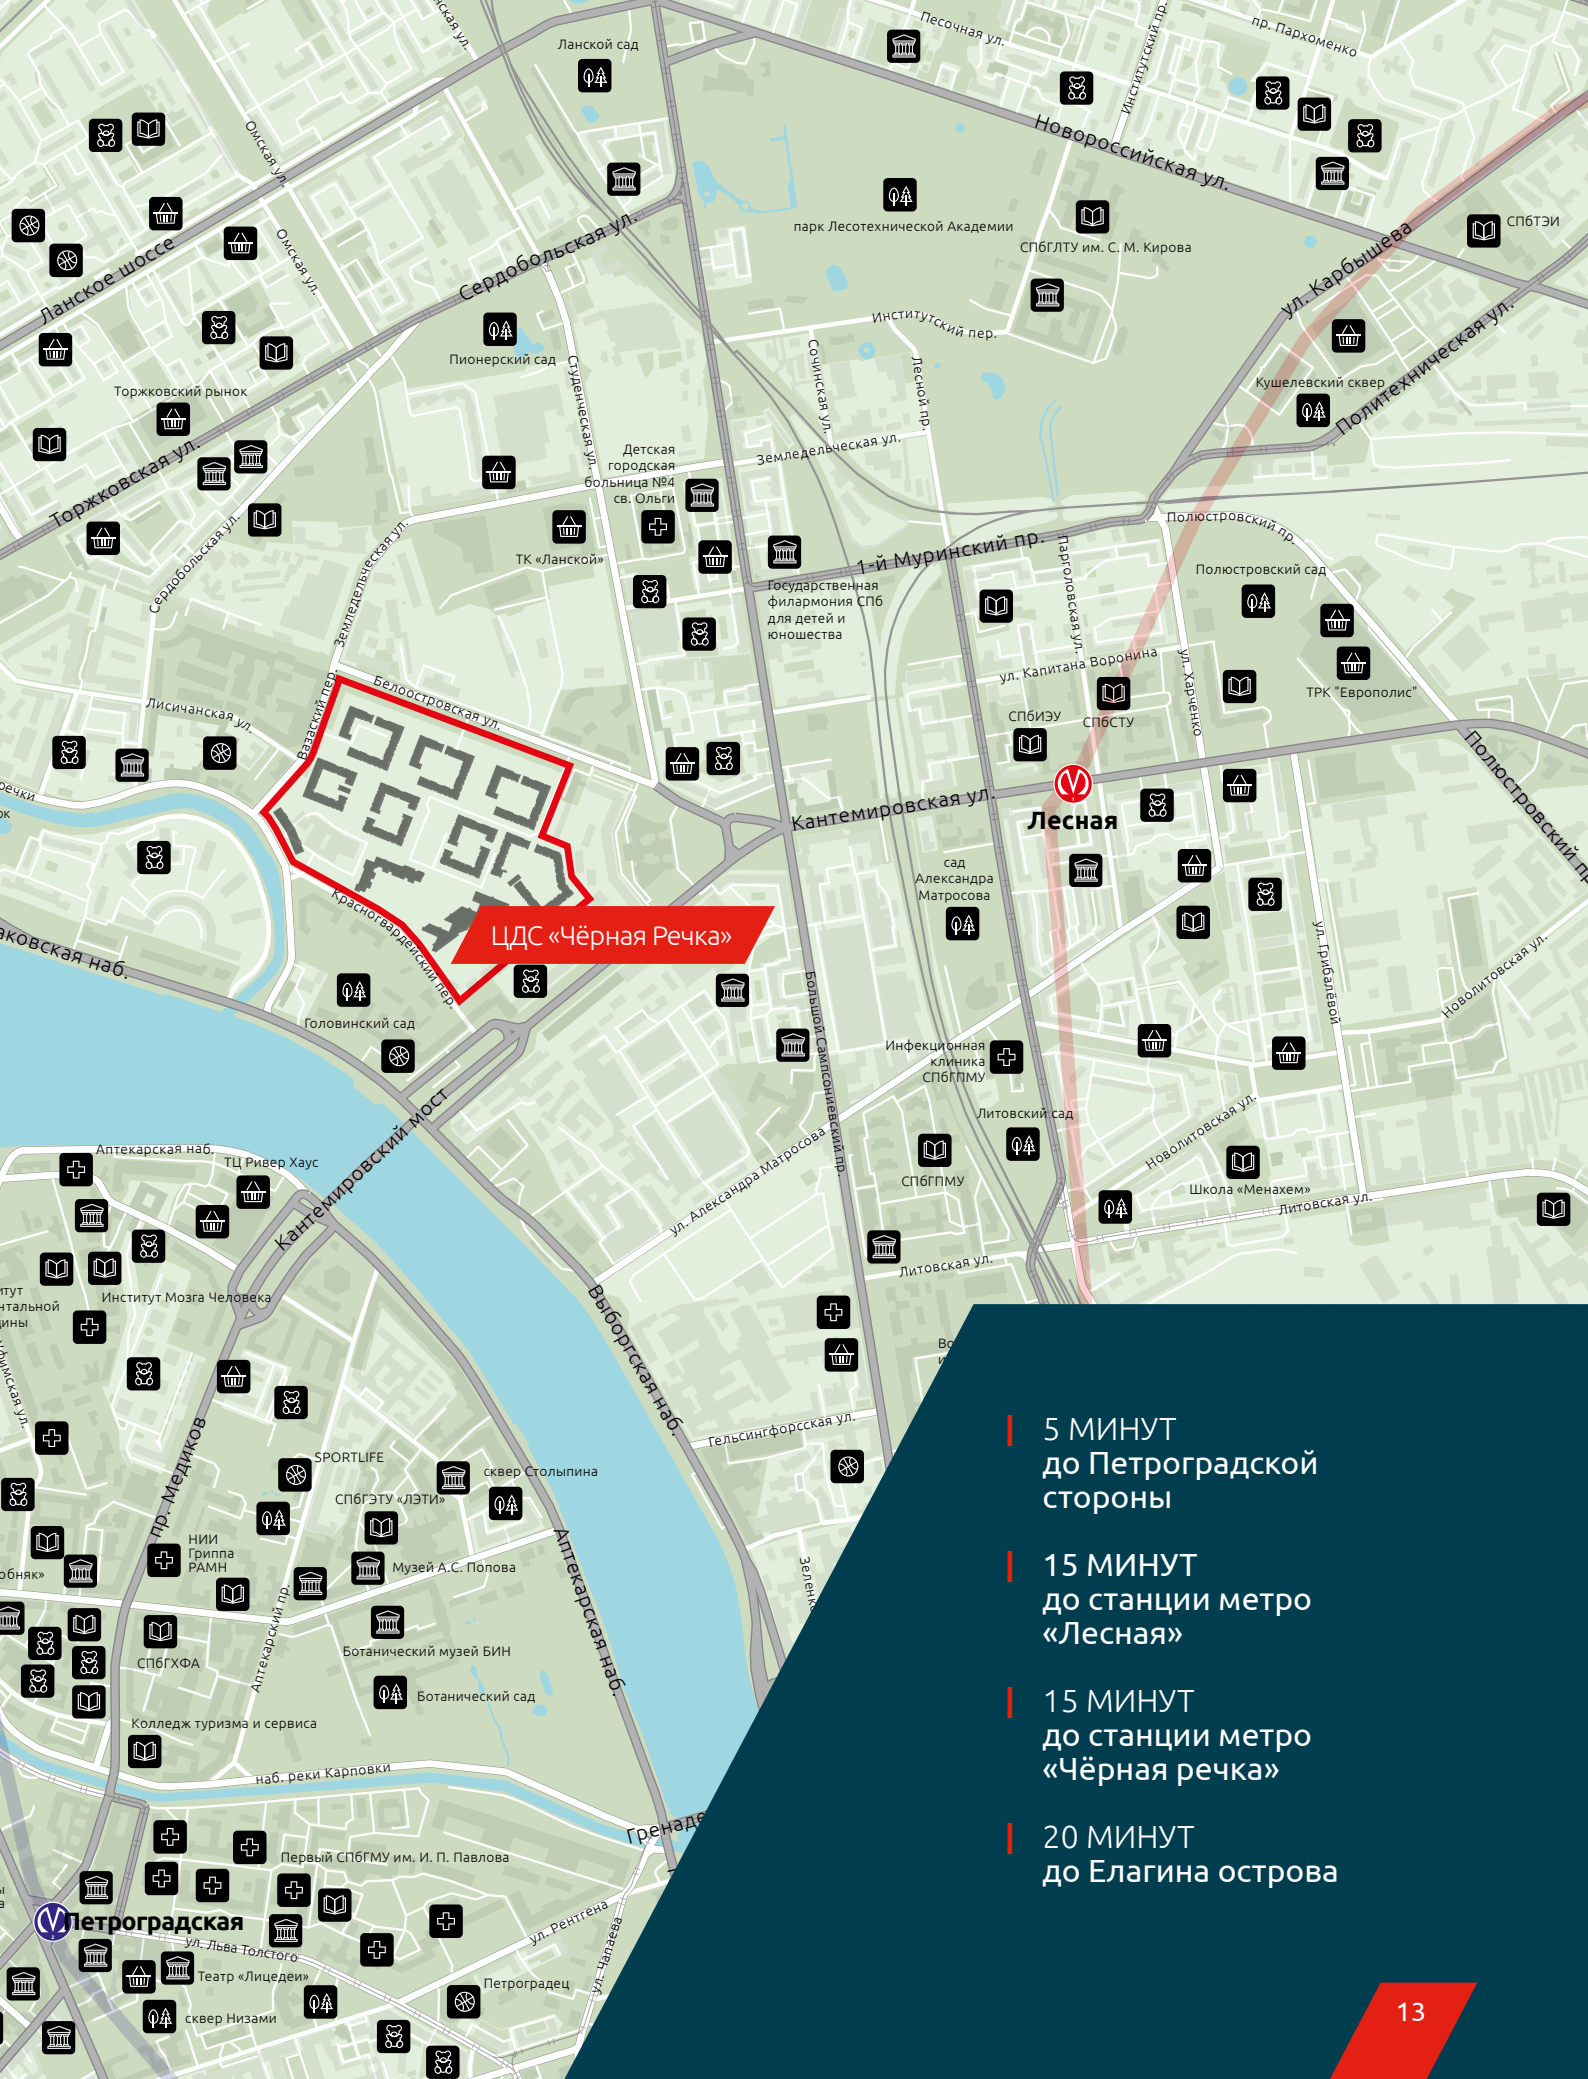 Ланской сад
Песочная ул.
пр. Пархоменко
Институтский пр.
Новороссийская ул.
Омская ул.
Омская ул.
Ланское шоссе
Сердобольская ул.
парк Лесотехнической Академии
СПбГЛТУ им. С. М. Кирова
СПбТЭИ
ул. Карбышева
Политехническая ул.
Институтский пер.
Пионерский сад
Студенческая ул.
Сочинская ул.
Лесной пр.
Кушелевский сквер
Торжковский рынок
Торжковская ул.
Земледельческая ул.
Детская
городская
больница №4
св. Ольги
Сердобольская ул.
Земледельческая ул.
ТК «Ланской»
1-й Муринский пр.
Полюстровский пр.
Парголовская ул.
Государственная
филармония СПб
для детей и
юношества
Полюстровский сад
ул. Капитана Воронина
ул. Харченко
ТРК "Европолис"
Белоостровская ул.
Вазаский пер.
Лисичанская ул.
СПбИЭУ
СПбСТУ
Полюстровский пр.
речки
Кантемировская ул.
Лесная
сад
Александра
Матросова
Красногвардейский пер.
ЦДС «Чёрная Речка»
ул. Грибалёвой
Новолитовская ул.
Головинский сад
Большой Сампсониевский пр.
Инфекционная
клиника
СПбГПМУ
Литовский сад
Кантемировский мост
Аптекарская наб.
ТЦ Ривер Хаус
ул. Александра Матросова
СПбГПМУ
Новолитовская ул.
Школа «Менахем»
Литовская ул.
Литовская ул.
Институт Мозга Человека
Выборгская наб.
Гельсингфорсская ул.
пр. Медиков
SPORTLIFE
СПбГЭТУ «ЛЭТИ»
сквер Столыпина
НИИ
Гриппа
РАМН
Музей А.С. Попова
Аптекарская наб.
Аптекарский пр.
СПбГХФА
Ботанический музей БИН
Ботанический сад
Колледж туризма и сервиса
наб. реки Карповки
Первый СПбГМУ им. И. П. Павлова
Петроградская
ул. Льва Толстого
ул. Рентгена
ул. Чапаева
Театр «Лицедеи»
Петроградец
сквер Низами
5 МИНУТ
до Петроградской
стороны
15 МИНУТ
до станции метро
«Лесная»
15 МИНУТ
до станции метро
«Чёрная речка»
20 МИНУТ
до Елагина острова
13